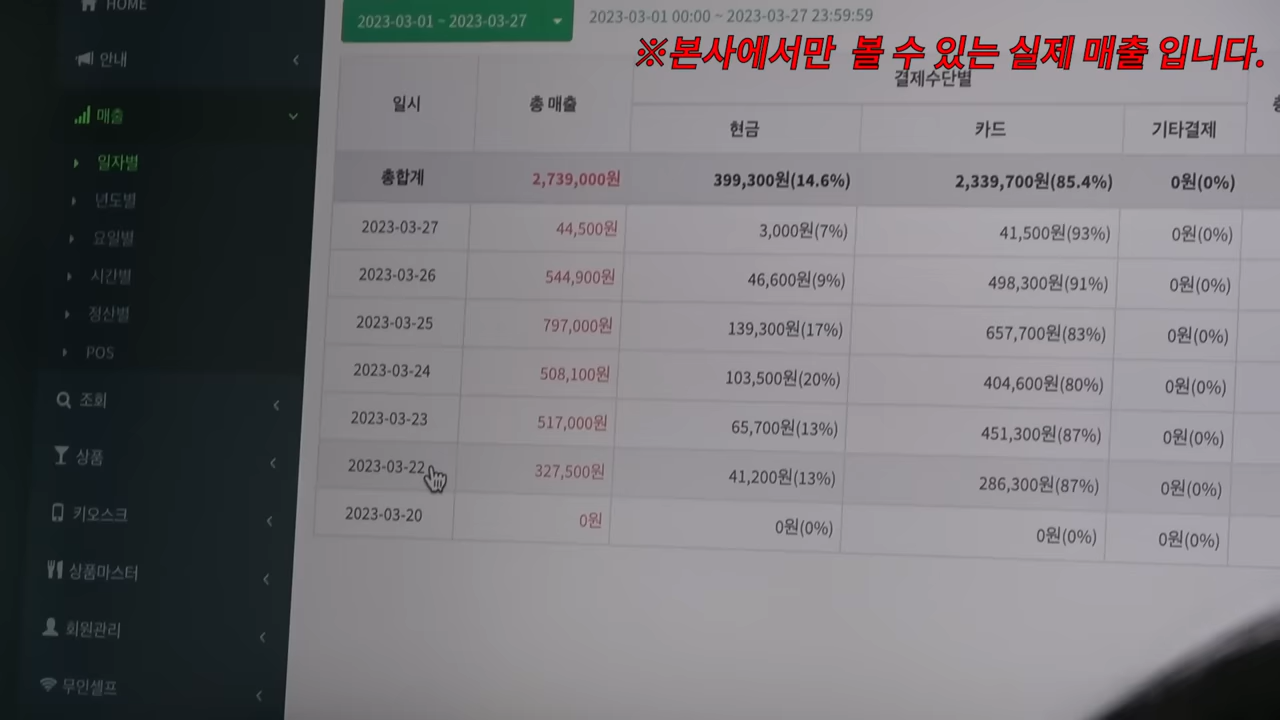 HOME
안내
매출
일자별
년도별
요일별
시간별
정산별
POS
조회
상품
키오스크
상품마스터
회원관리
무인셀프
2023-03-01 ~ 2023-03-27
2023-03-01 00:00 ~ 2023-03-27 23:59:59
※본사에서만 볼 수 있는 실제 매출 입니다.
일시 총 매출 결제수단별
현금 카드 기타결제
총합계 2,739,000원 399,300원(14.6%) 2,339,700원(85.4%) 0원(0%)
2023-03-27 44,500원 3,000원(7%) 41,500원(93%) 0원(0%)
2023-03-26 544,900원 46,600원(9%) 498,300원(91%) 0원(0%)
2023-03-25 797,000원 139,300원(17%) 657,700원(83%) 0원(0%)
2023-03-24 508,100원 103,500원(20%) 404,600원(80%) 0원(0%)
2023-03-23 517,000원 65,700원(13%) 451,300원(87%) 0원(0%)
2023-03-22 327,500원 41,200원(13%) 286,300원(87%) 0원(0%)
2023-03-20 0원 0원(0%) 0원(0%) 0원(0%)